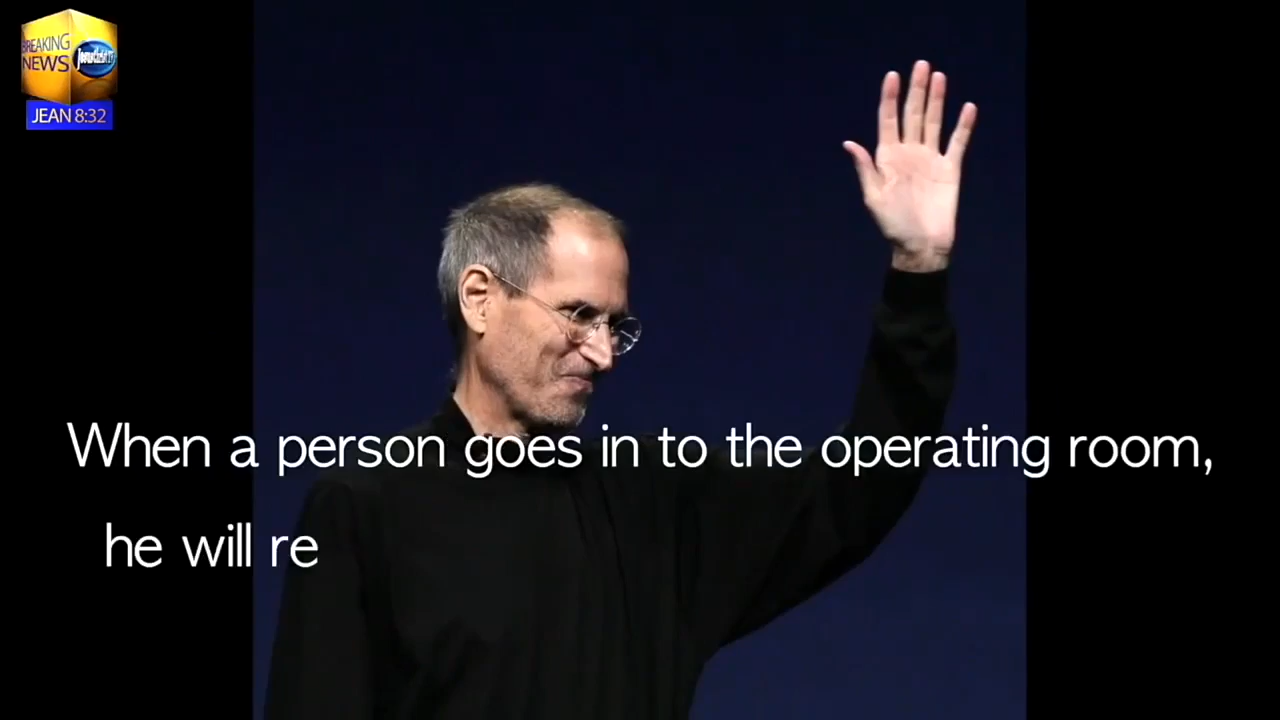 BREAKING
NEWS
JEAN 8:32
When a person goes in to the operating room,
he will re